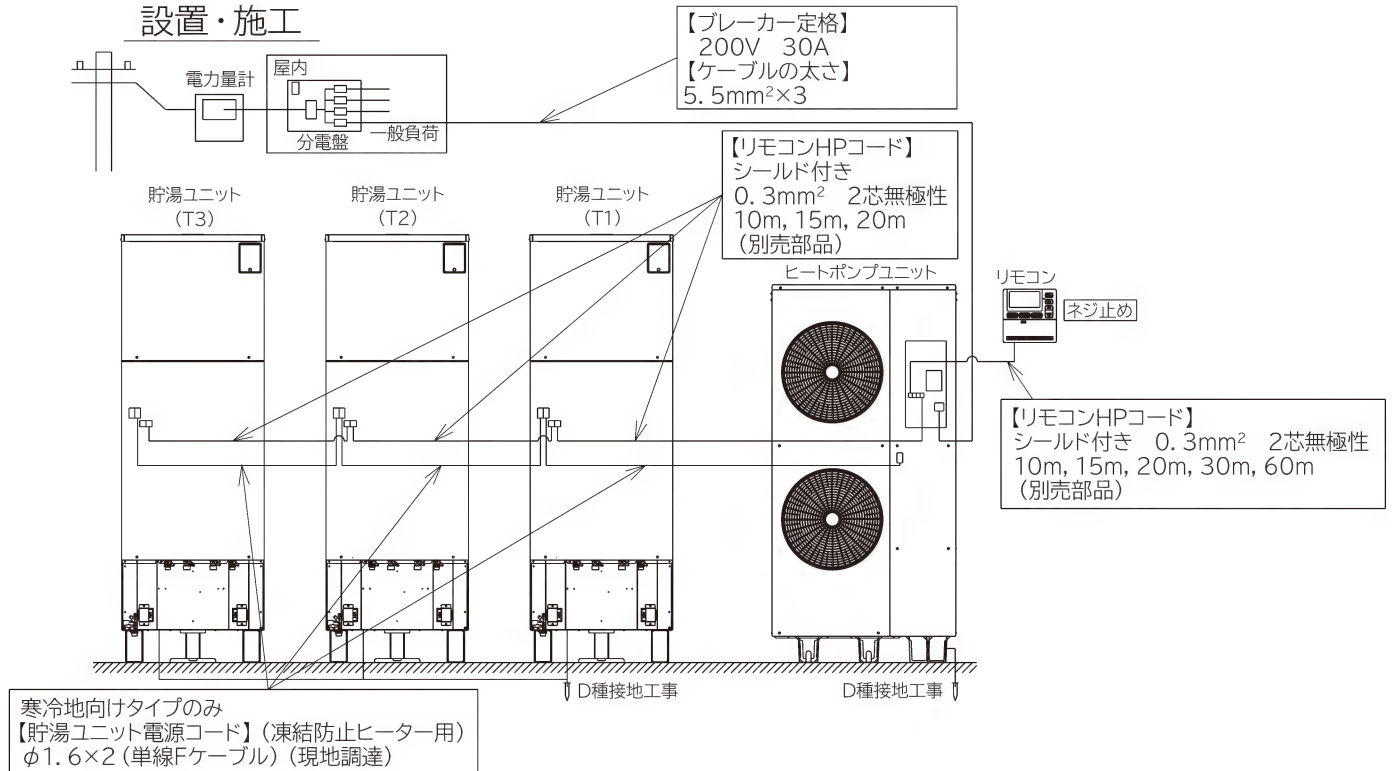 設置・施工
【ブレーカー定格】
200V 30A
【ケーブルの太さ】
5.5mm²×3
電力量計
屋内
分電盤
一般負荷
【リモコンHPコード】
シールド付き
0.3mm² 2芯無極性
10m, 15m, 20m
(別売部品)
貯湯ユニット
(T3)
貯湯ユニット
(T2)
貯湯ユニット
(T1)
ヒートポンプユニット
リモコン
ネジ止め
【リモコンHPコード】
シールド付き 0.3mm² 2芯無極性
10m, 15m, 20m, 30m, 60m
(別売部品)
D種接地工事
D種接地工事
寒冷地向けタイプのみ
【貯湯ユニット電源コード】(凍結防止ヒーター用)
φ1.6×2(単線Fケーブル)(現地調達)